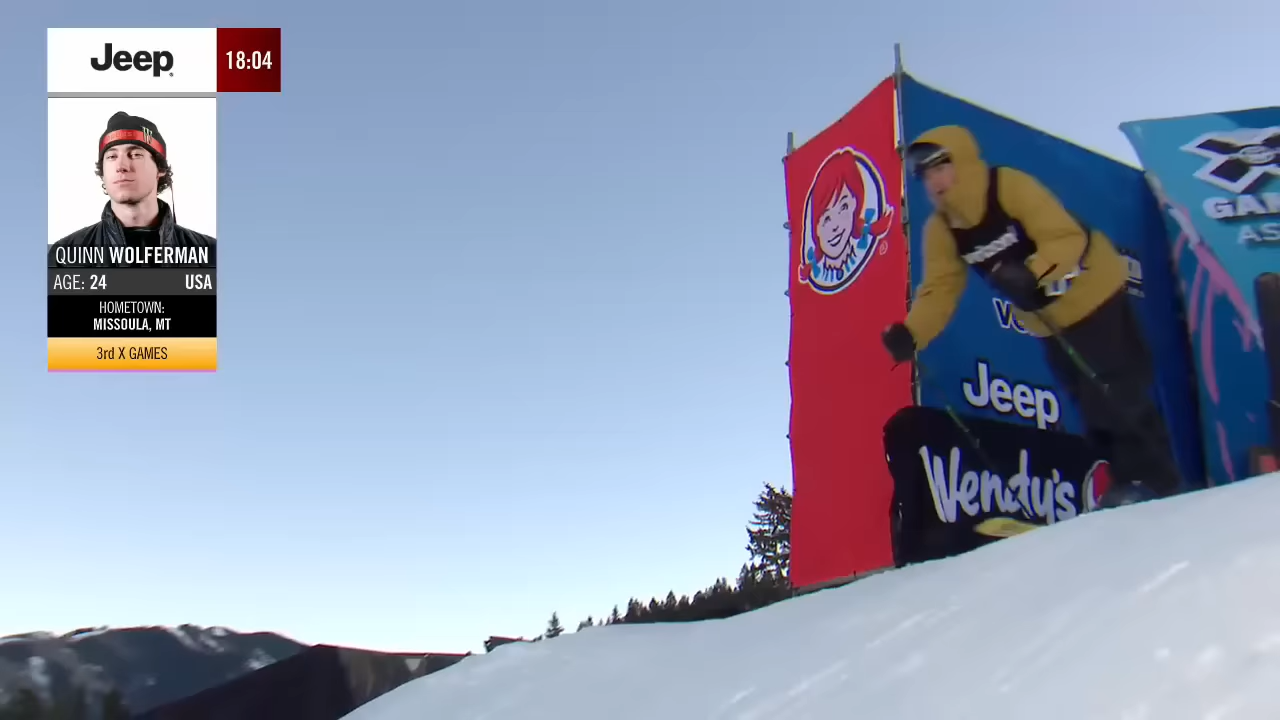 Jeep
18:04
QUINN WOLFERMAN
AGE: 24 USA
HOMETOWN:
MISSOULA, MT
3rd X GAMES
Jeep
Wendy's